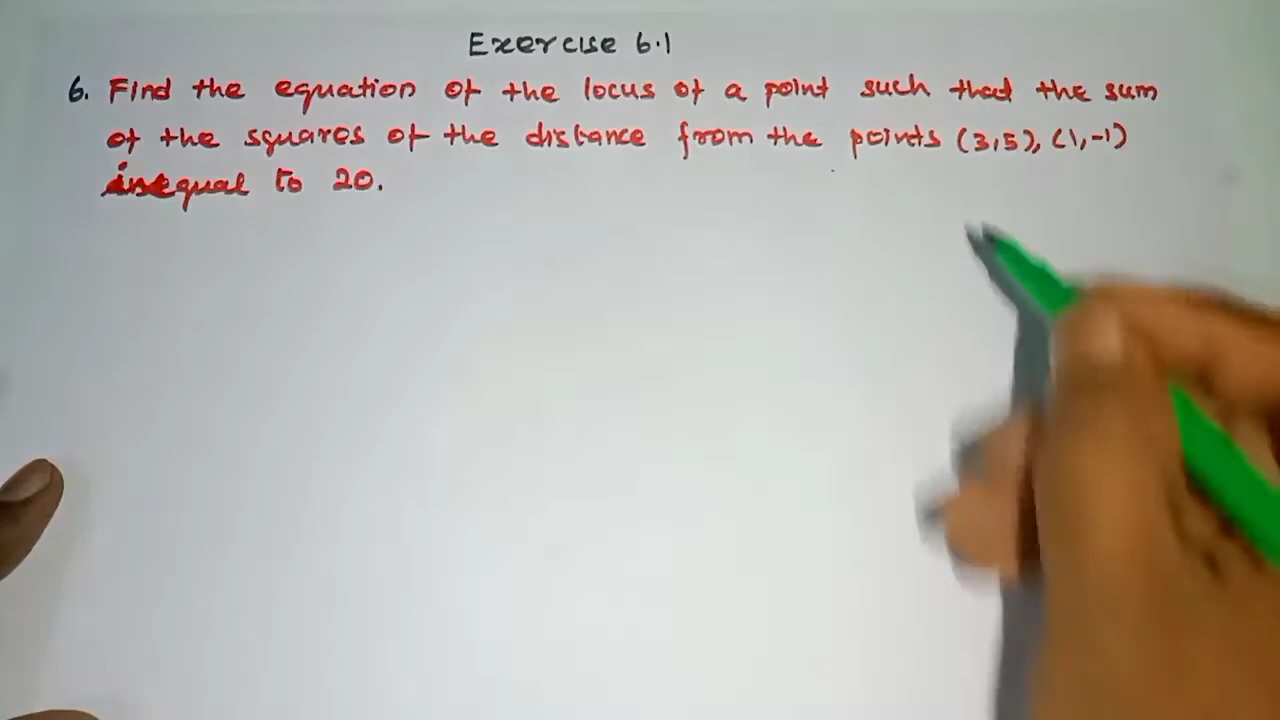 Exercise 6.1
6. Find the equation of the locus of a point such that the sum
of the squares of the distance from the points (3,5), (1,-1)
is equal to 20.